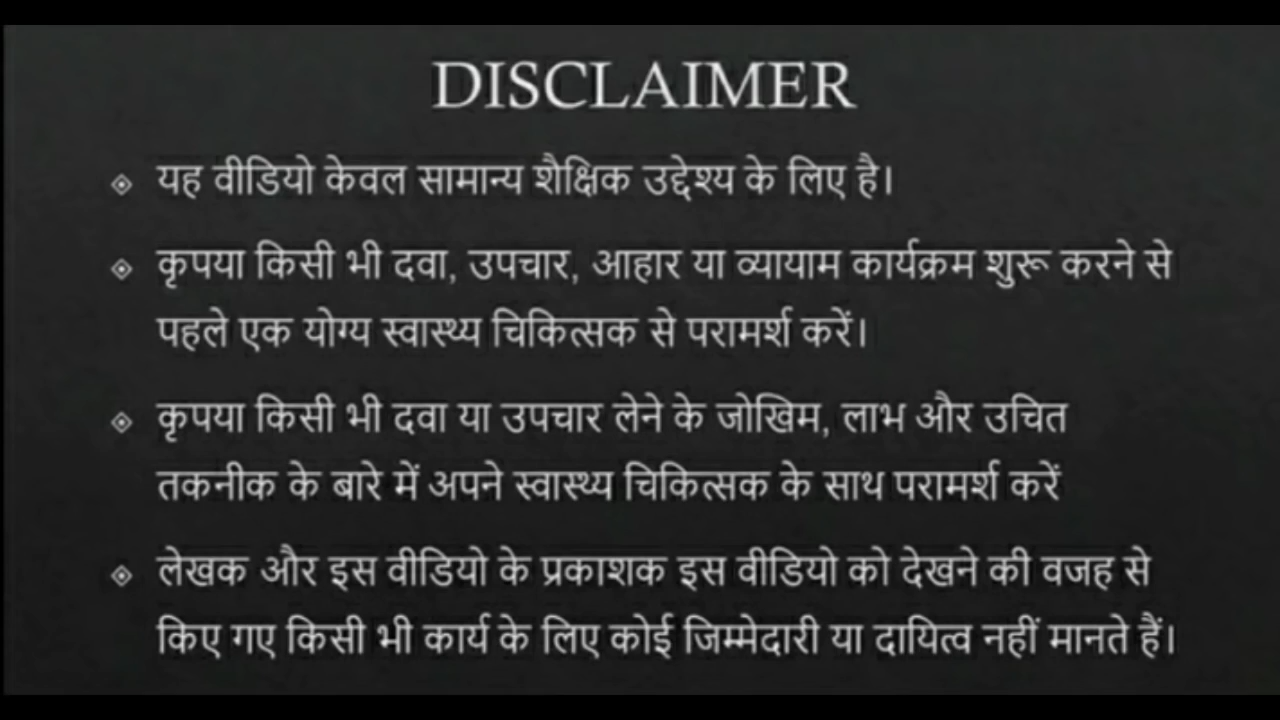 DISCLAIMER
यह वीडियो केवल सामान्य शैक्षिक उद्देश्य के लिए है।
कृपया किसी भी दवा, उपचार, आहार या व्यायाम कार्यक्रम शुरू करने से
पहले एक योग्य स्वास्थ्य चिकित्सक से परामर्श करें।
कृपया किसी भी दवा या उपचार लेने के जोखिम, लाभ और उचित
तकनीक के बारे में अपने स्वास्थ्य चिकित्सक के साथ परामर्श करें
लेखक और इस वीडियो के प्रकाशक इस वीडियो को देखने की वजह से
किए गए किसी भी कार्य के लिए कोई जिम्मेदारी या दायित्व नहीं मानते हैं।